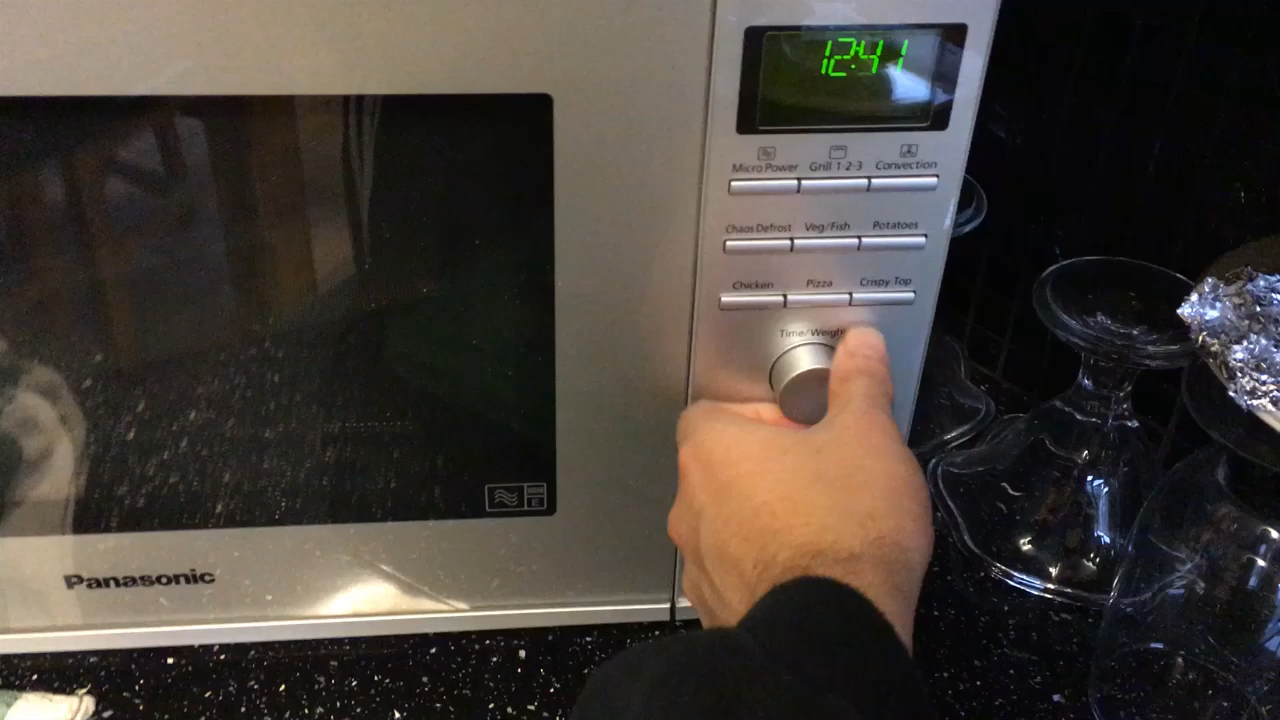 12:41
Micro Power Grill 1-2-3 Convection
Chaos Defrost Veg/Fish Potatoes
Chicken Pizza Crispy Top
Time/Weight
Panasonic
E